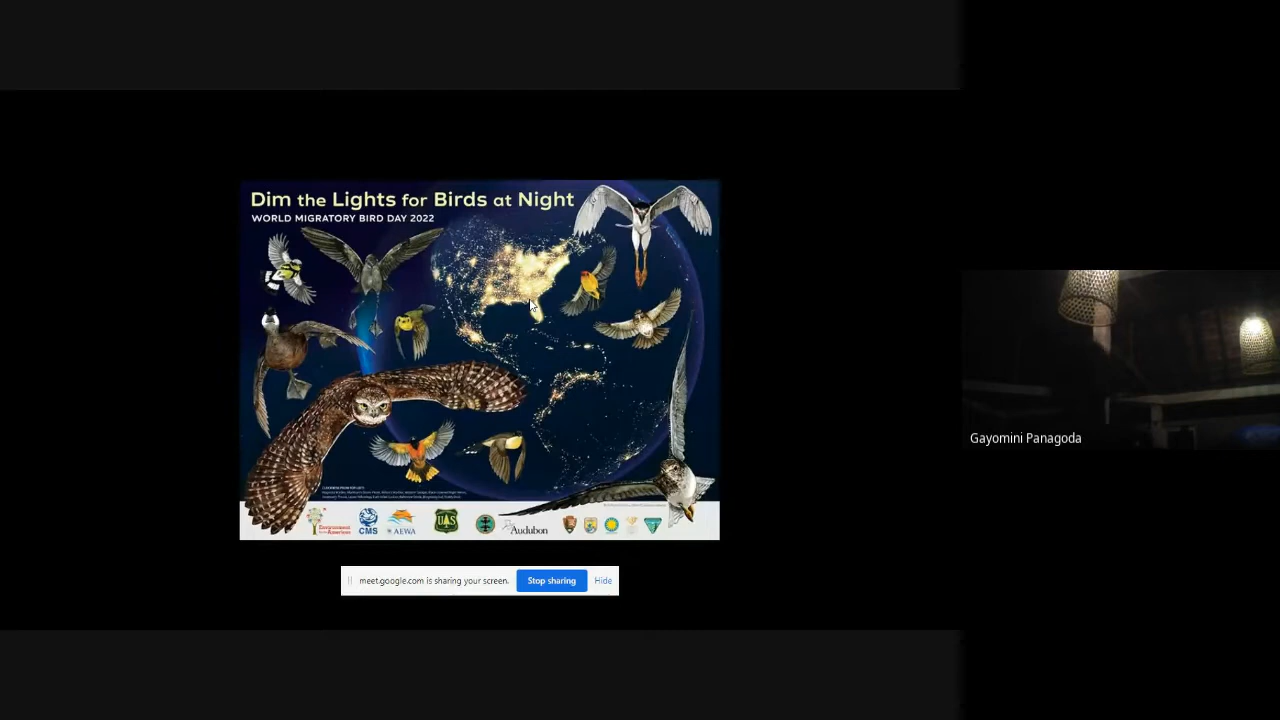 Dim the Lights for Birds at Night
WORLD MIGRATORY BIRD DAY 2022
CMS
AEWA
UAS
Audubon
meet.google.com is sharing your screen.
Stop sharing
Hide
Gayomini Panagoda